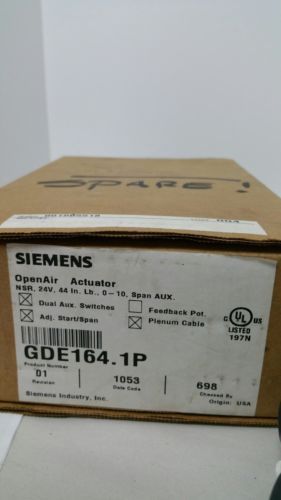 SPARE!
SIEMENS
OpenAir Actuator
NSR, 24V, 44 In. Lb., 0-10, Span AUX.
Dual Aux. Switches
Feedback Pot.
Adj. Start/Span
Plenum Cable
UL
LISTED
197N
GDE164.1P
Product Number
01
1053
698
Revision
Date Code
Checked By
Siemens Industry, Inc.
Origin: USA